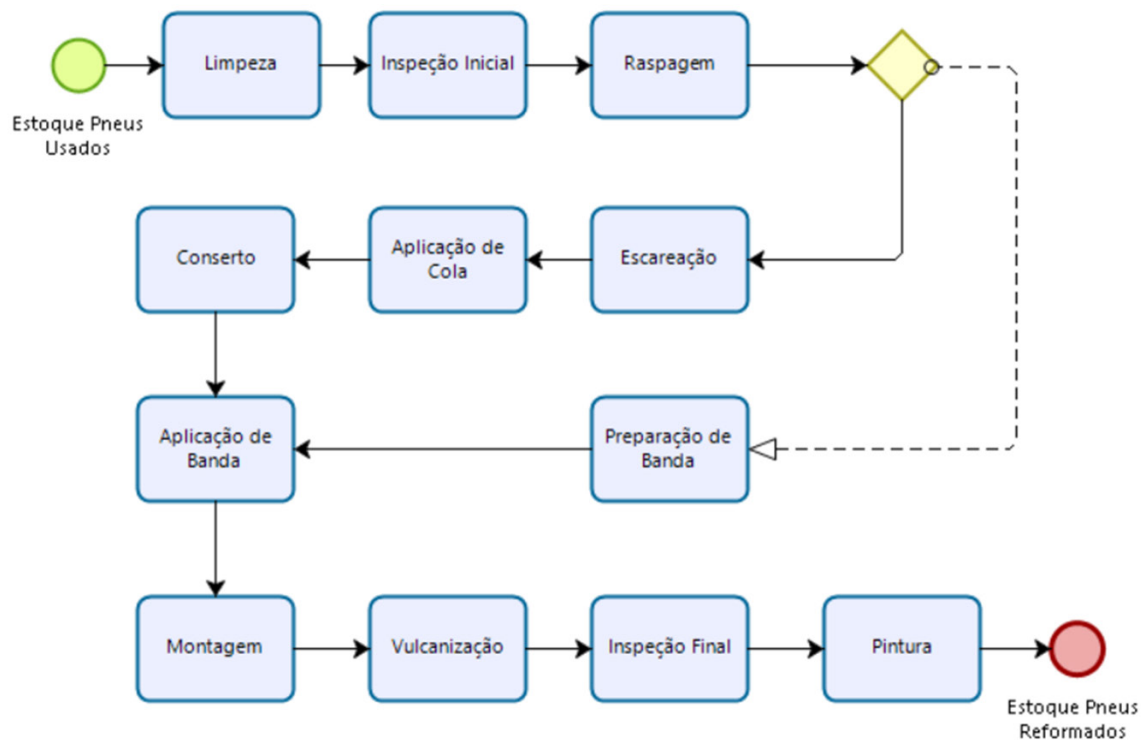 Limpeza
Inspeção Inicial
Raspagem
Estoque Pneus
Usados
Conserto
Aplicação de
Cola
Escareação
Aplicação de
Banda
Preparação de
Banda
Montagem
Vulcanização
Inspeção Final
Pintura
Estoque Pneus
Reformados